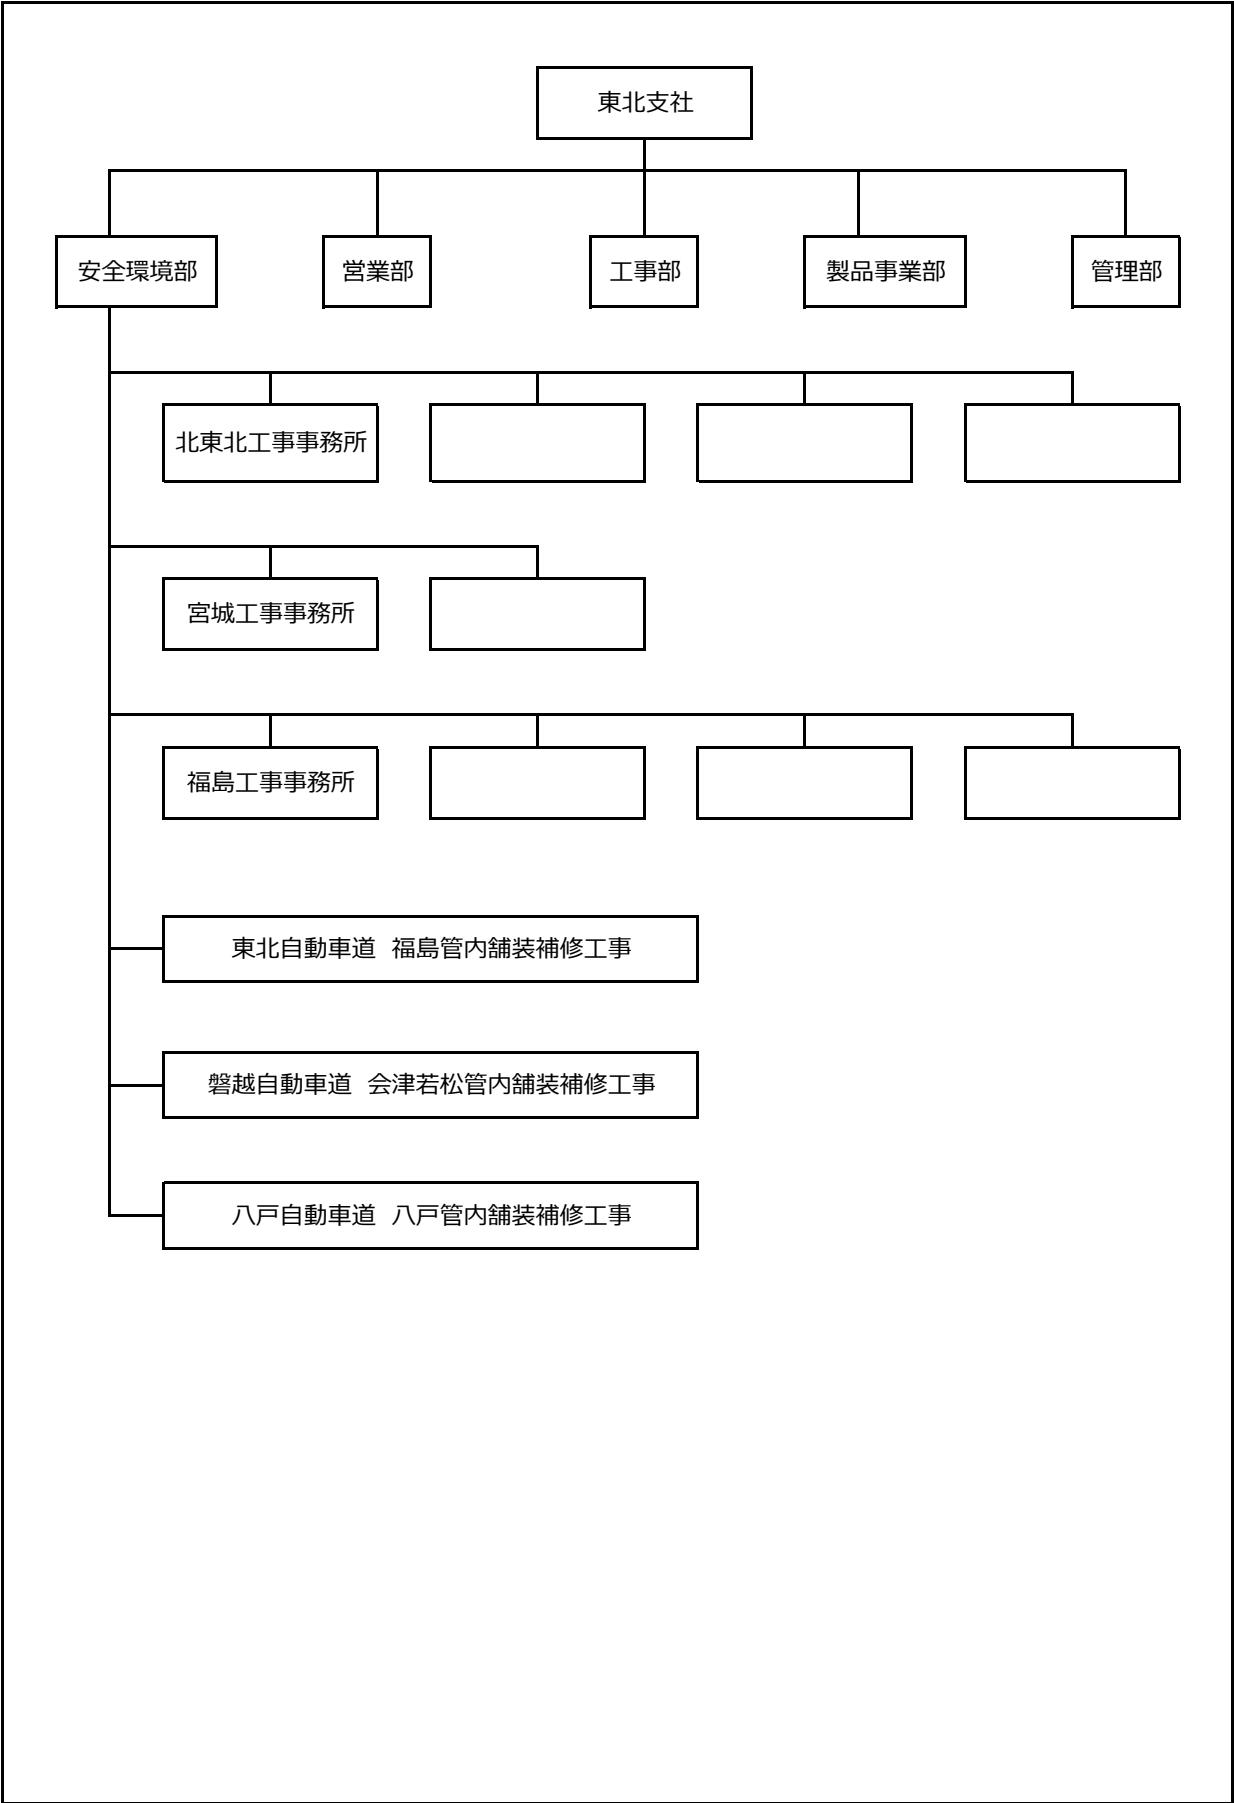 東北支社
安全環境部
営業部
工事部
製品事業部
管理部
北東北工事事務所
宮城工事事務所
福島工事事務所
東北自動車道　福島管内舗装補修工事
磐越自動車道　会津若松管内舗装補修工事
八戸自動車道　八戸管内舗装補修工事